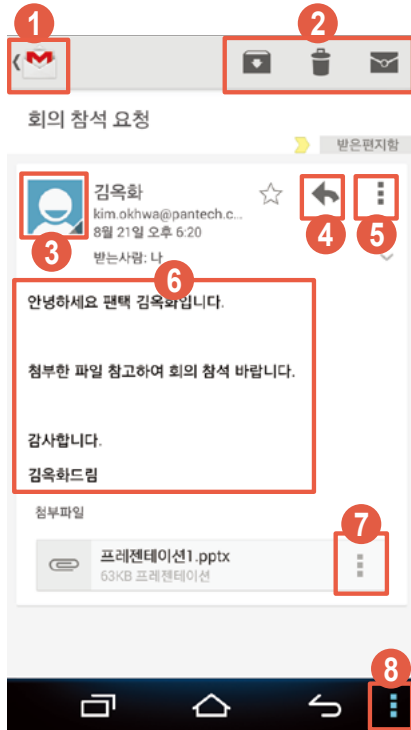 1
2
회의 참석 요청
받은편지함
김옥화
kim.okhwa@pantech.c...
8월 21일 오후 6:20
받는사람: 나
3
4
5
6
안녕하세요 팬택 김옥화입니다.
첨부한 파일 참고하여 회의 참석 바랍니다.
감사합니다.
김옥화드림
첨부파일
7
프레젠테이션1.pptx
63KB 프레젠테이션
8